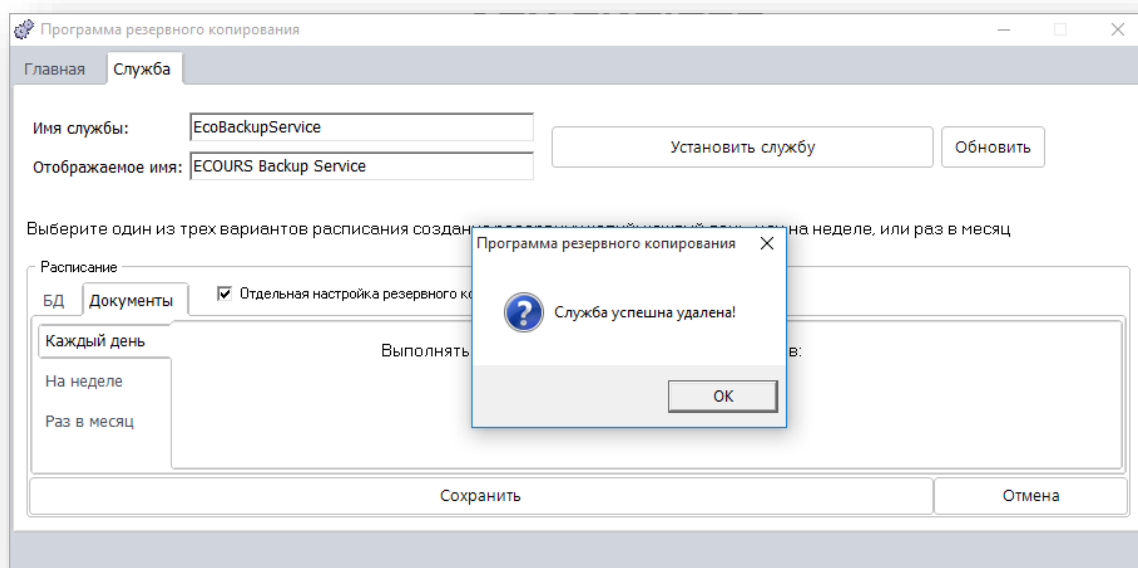 Программа резервного копирования
Главная Служба
Имя службы: EcoBackupService
Установить службу Обновить
Отображаемое имя: ECOURS Backup Service
Выберите один из трех вариантов расписания на неделе, или раз в месяц
Программа резервного копирования
Расписание
БД Документы Отдельная настройка резервного
Служба успешна удалена!
Каждый день
Выполнять в:
На неделе
OK
Раз в месяц
Сохранить Отмена